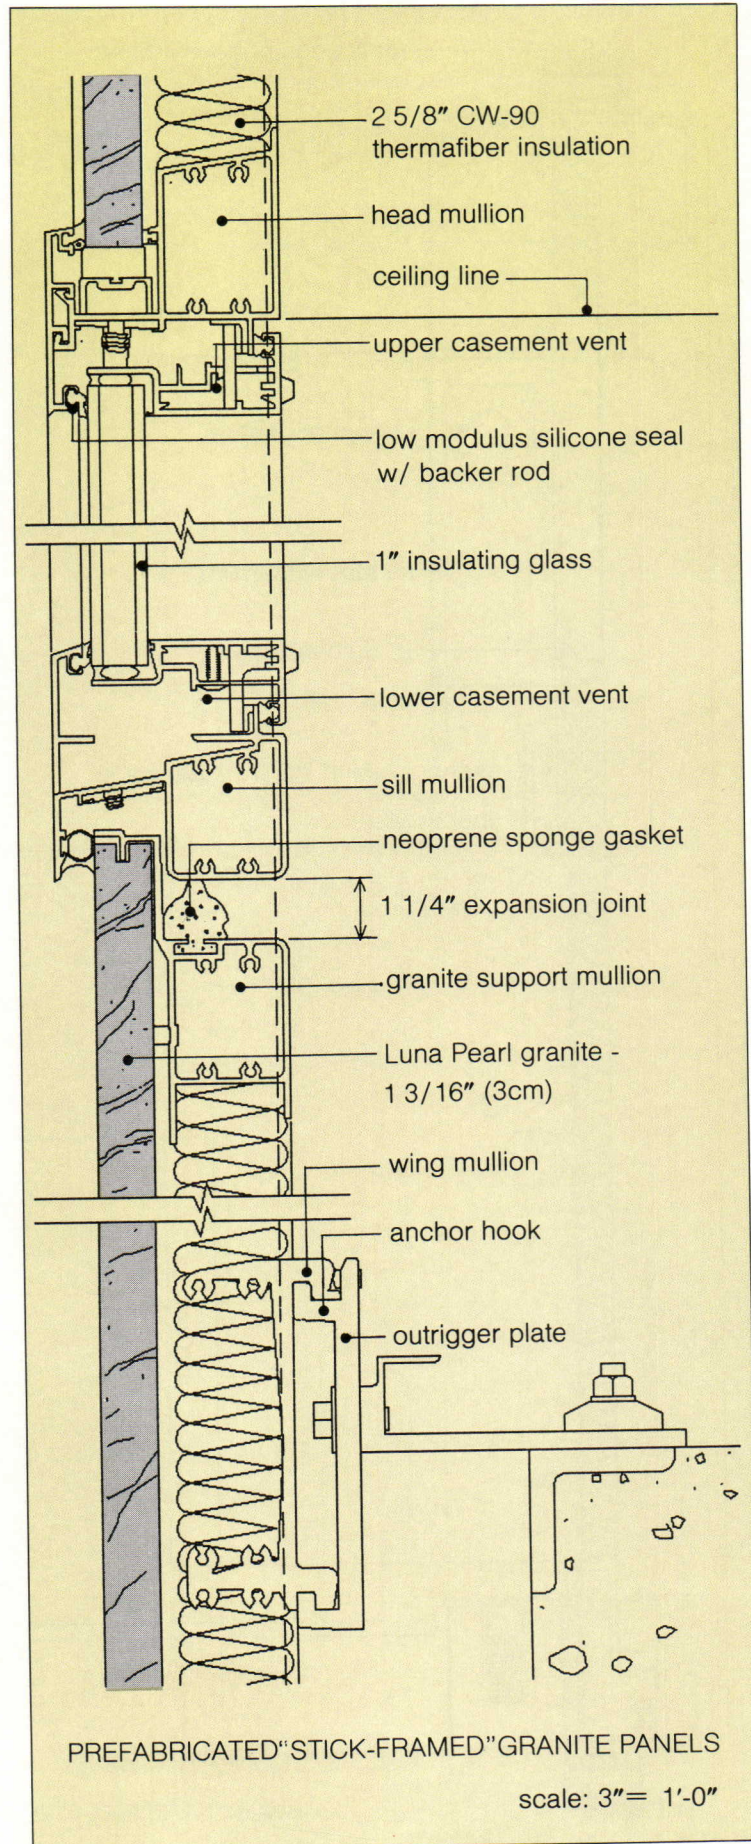 2 5/8" CW-90
thermafiber insulation
head mullion
ceiling line
upper casement vent
low modulus silicone seal
w/ backer rod
1" insulating glass
lower casement vent
sill mullion
neoprene sponge gasket
1 1/4" expansion joint
granite support mullion
Luna Pearl granite -
1 3/16" (3cm)
wing mullion
anchor hook
outrigger plate
PREFABRICATED "STICK-FRAMED" GRANITE PANELS
scale: 3"= 1'-0"